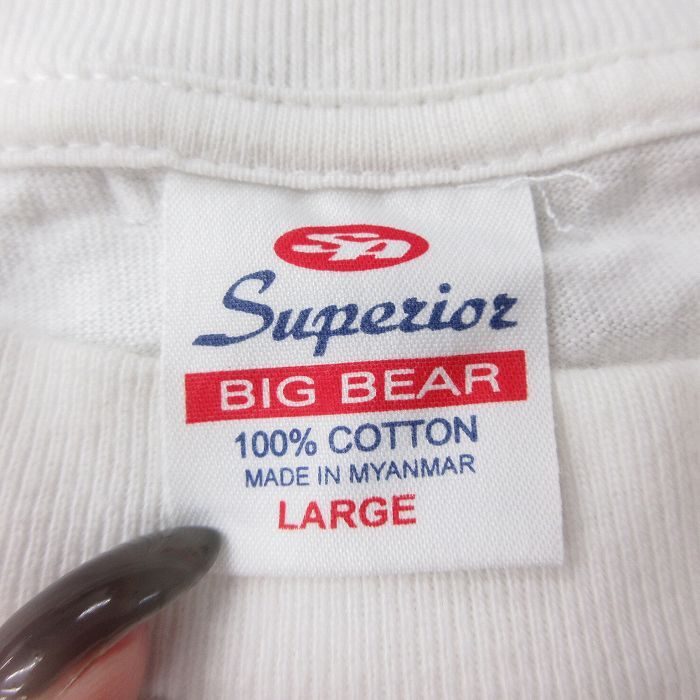 SA
Superior
BIG BEAR
100% COTTON
MADE IN MYANMAR
LARGE